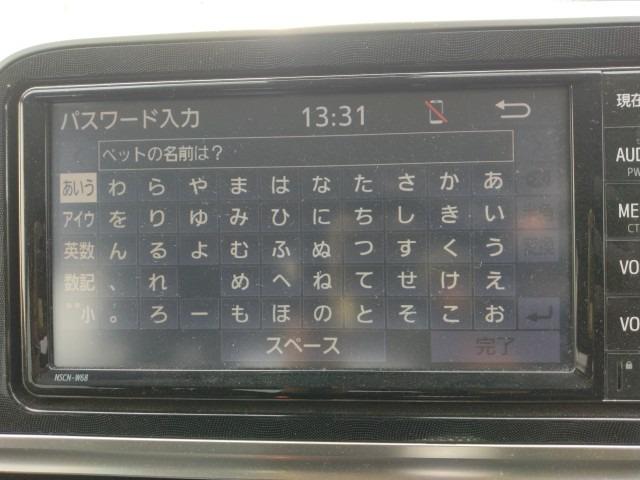 パスワード入力 13:31
ペットの名前は?
あいう わ ら や ま は な た さ か あ
アイウ を り ゆ み ひ に ち し き い
英数 ん る よ む ふ ぬ つ す く う
数記 、 れ め へ ね て せ け え
小 。 ろ ー も ほ の と そ こ お
スペース 完了
NSCN-W68
現在
AUD
PW
ME
CT
VO
VO